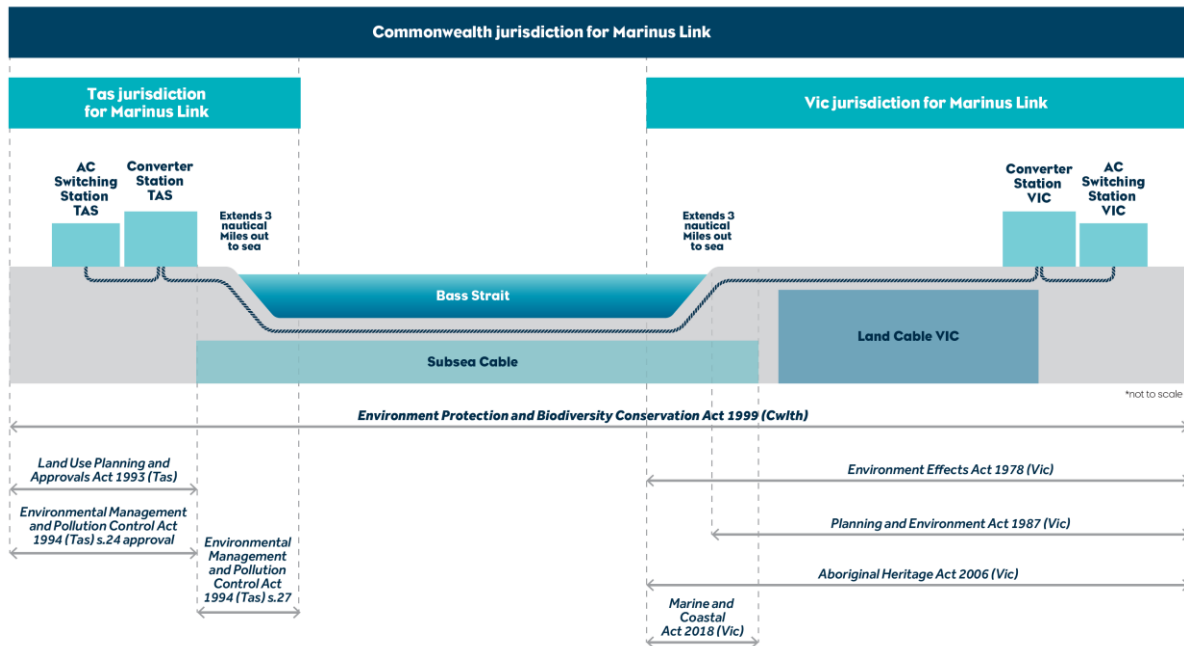 Commonwealth jurisdiction for Marinus Link
Tas jurisdiction
for Marinus Link
Vic jurisdiction for Marinus Link
AC
Switching
Station
TAS
Converter
Station
TAS
Extends 3
nautical
Miles out
to sea
Extends 3
nautical
Miles out
to sea
Converter
Station
VIC
AC
Switching
Station
VIC
Bass Strait
Subsea Cable
Land Cable VIC
*not to scale
Environment Protection and Biodiversity Conservation Act 1999 (Cwlth)
Land Use Planning and
Approvals Act 1993 (Tas)
Environmental Management
and Pollution Control Act
1994 (Tas) s.24 approval
Environmental
Management
and Pollution
Control Act
1994 (Tas) s.27
Environment Effects Act 1978 (Vic)
Planning and Environment Act 1987 (Vic)
Aboriginal Heritage Act 2006 (Vic)
Marine and
Coastal
Act 2018 (Vic)